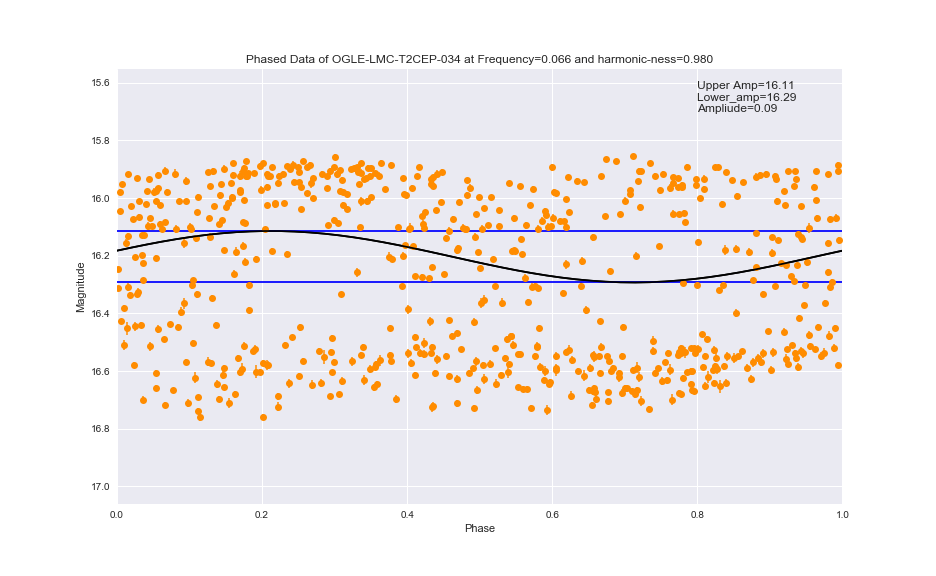 Phased Data of OGLE-LMC-T2CEP-034 at Frequency=0.066 and harmonic-ness=0.980
Upper Amp=16.11
Lower_amp=16.29
Ampliude=0.09
15.6
15.8
16.0
16.2
16.4
16.6
16.8
17.0
Magnitude
0.0 0.2 0.4 0.6 0.8 1.0
Phase